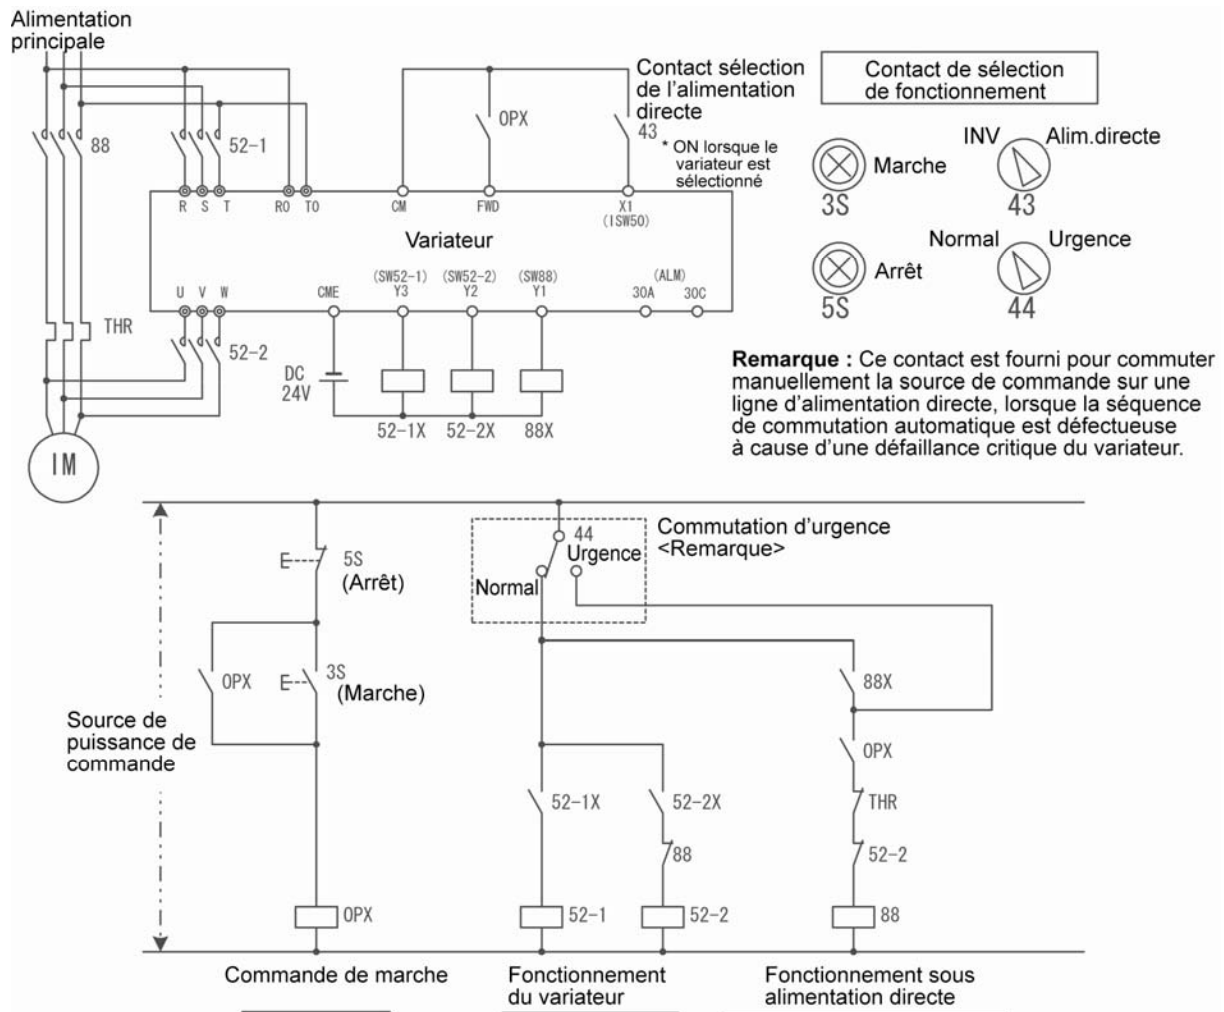 Alimentation
principale
88
52-1
OPX
Contact sélection
de l'alimentation
directe
43
* ON lorsque le
variateur est
sélectionné
R S T R0 T0 CM FWD X1
(ISW50)
Variateur
(SW52-1) (SW52-2) (SW88) (ALM)
U V W CME Y3 Y2 Y1 30A 30C
THR
52-2
DC
24V
52-1X 52-2X 88X
IM
Contact de sélection
de fonctionnement
Marche
3S
INV Alim.directe
43
Arrêt
5S
Normal Urgence
44
Remarque : Ce contact est fourni pour commuter
manuellement la source de commande sur une
ligne d'alimentation directe, lorsque la séquence
de commutation automatique est défectueuse
à cause d'une défaillance critique du variateur.
Source de
puissance de
commande
5S
(Arrêt)
OPX
3S
(Marche)
OPX
Commande de marche
44
Urgence
Normal
Commutation d'urgence
<Remarque>
52-1X
52-2X
88
52-1
52-2
Fonctionnement
du variateur
88X
OPX
THR
52-2
88
Fonctionnement sous
alimentation directe